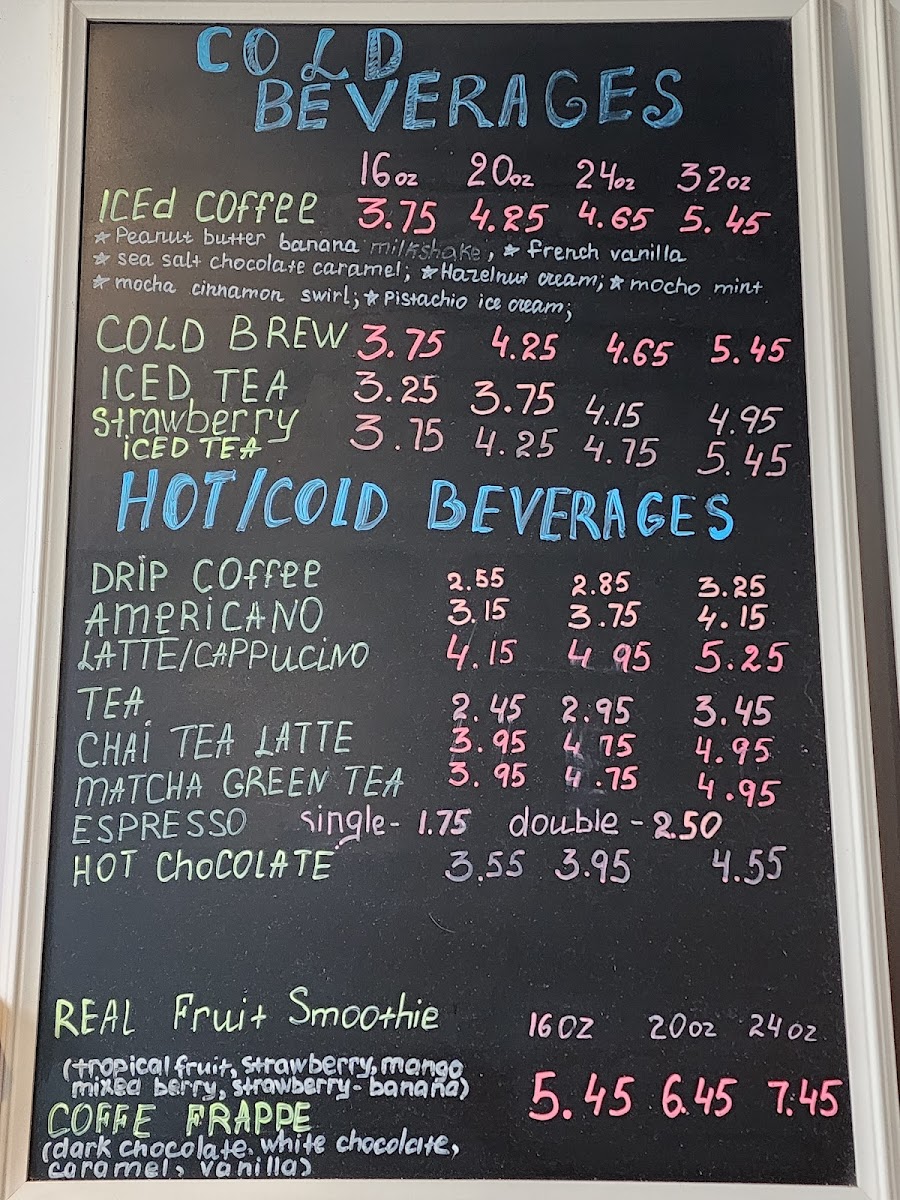 COLD
BEVERAGES
16oz 20oz 24oz 32oz
ICEd COffee 3.75 4.25 4.65 5.45
★ Peanut butter banana milkshake, ★ french vanilla
★ sea salt chocolate caramel; ★ Hazelnut cream; ★ mocho mint
★ mocha cinnamon swirl; ★ Pistachio ice cream;
COLD BREW 3.75 4.25 4.65 5.45
ICED TEA 3.25 3.75 4.15 4.95
strawberry
ICED TEA 3.75 4.25 4.75 5.45
HOT/COLD BEVERAGES
DRIP COffee 2.55 2.85 3.25
AMERICANO 3.15 3.75 4.15
LATTE/CAPPUCINO 4.15 4 95 5.25
TEA 2.45 2.95 3.45
CHAI TEA LATTE 3.95 4 75 4.95
MATCHA GREEN TEA 3.95 4.75 4.95
ESPRESSO single- 1.75 double - 2.50
HOT ChoCOLATE 3.55 3.95 4.55
REAL Fruit Smoothie 16OZ 20oz 24oz
(tropical fruit, strawberry, mango
mixed berry, strawberry-banana) 5.45 6.45 7.45
COFFE FRAPPE
(dark chocolate, white chocolate,
caramel, vanilla)